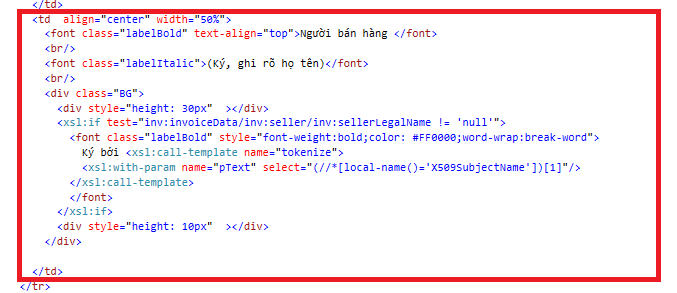 </td>
<td  align="center" width="50%">
<font class="labelBold" text-align="top">Người bán hàng </font>
<br/>
<font class="labelItalic">(Ký, ghi rõ họ tên)</font>
<br/>
<div class="BG">
<div style="height: 30px"  ></div>
<xsl:if test="inv:invoiceData/inv:seller/inv:sellerLegalName != 'null'">
<font class="labelBold" style="font-weight:bold;color: #FF0000;word-wrap:break-word">
Ký bởi <xsl:call-template name="tokenize">
<xsl:with-param name="pText" select="(//*[local-name()='X509SubjectName'])[1]"/>
</xsl:call-template>
</font>
</xsl:if>
<div style="height: 10px"  ></div>
</div>
</td>
</tr>